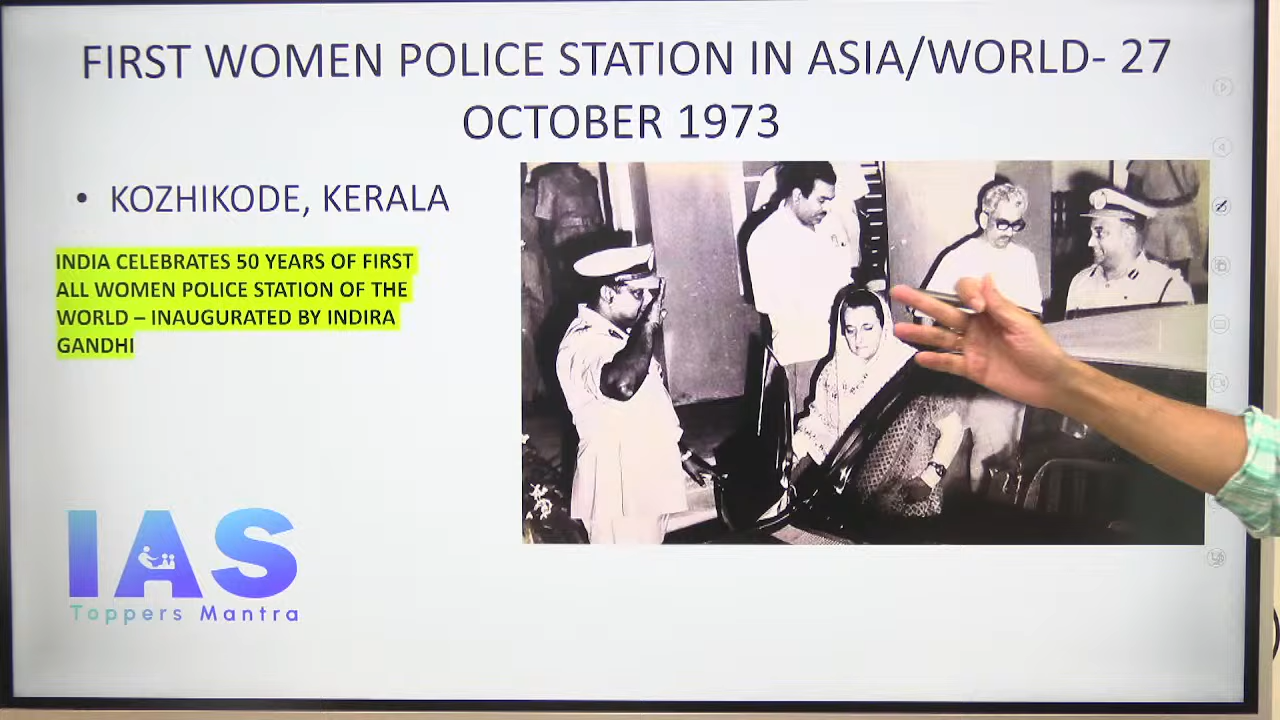 FIRST WOMEN POLICE STATION IN ASIA/WORLD- 27
OCTOBER 1973
• KOZHIKODE, KERALA
INDIA CELEBRATES 50 YEARS OF FIRST
ALL WOMEN POLICE STATION OF THE
WORLD – INAUGURATED BY INDIRA
GANDHI
IAS
Toppers Mantra